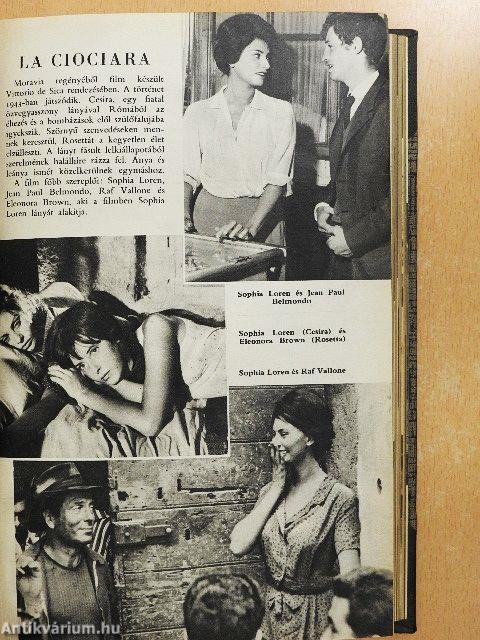 LA CIOCIARA
Moravia regényéből film készült
Vittorio de Sica rendezésében. A történet
1943-ban játszódik. Cesira, egy fiatal
özvegyasszony lányával Rómából az
éhezés és a bombázások elől szülőfalujába
igyekszik. Szörnyű szenvedéseken men-
nek keresztül, Rosettát a kegyetlen élet
elzülleszti. A lányt fásult lelkiállapotából
szerelmének halálhíre rázza fel. Anya és
leánya ismét közelkerülnek egymáshoz.
A film főbb szereplői: Sophia Loren,
Jean Paul Belmondo, Raf Vallone és
Eleonora Brown, aki a filmben Sophia
Loren lányát alakítja.
Sophia Loren és Jean Paul
Belmondo
Sophia Loren (Cesira) és
Eleonora Brown (Rosetta)
Sophia Loren és Raf Vallone
Antikvárium.hu